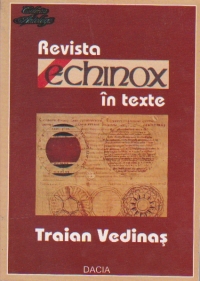 Revista
echinox
în texte
Traian Vedinaș
DACIA